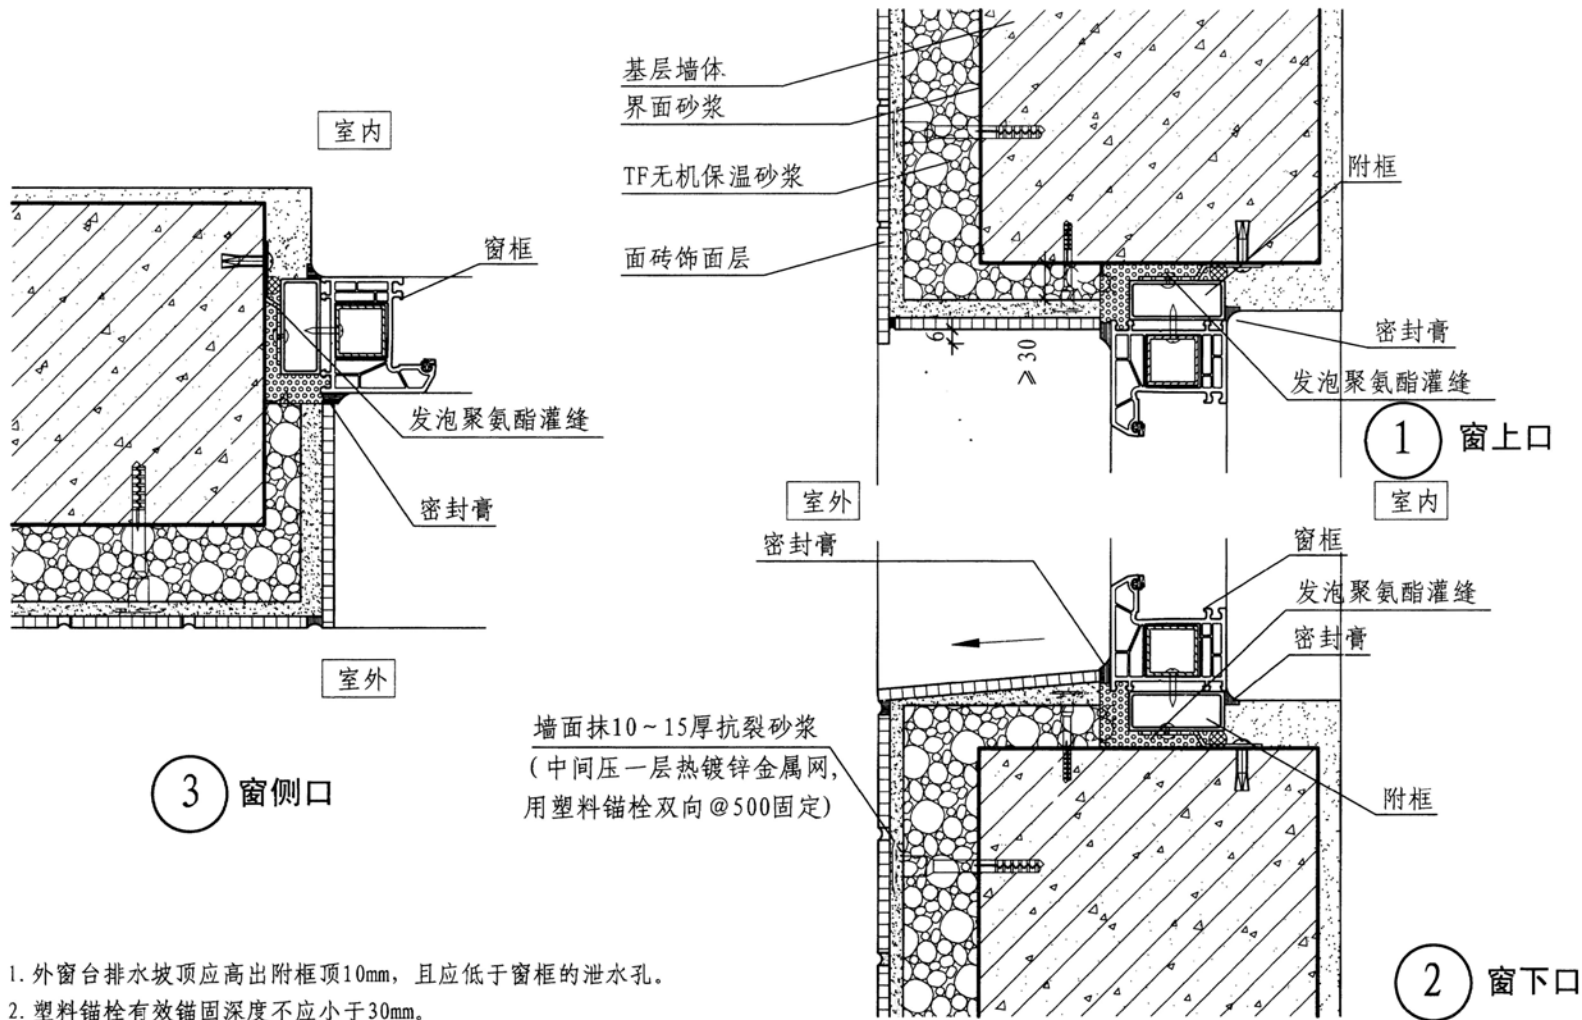 基层墙体
界面砂浆
TF无机保温砂浆
面砖饰面层
附框
密封膏
发泡聚氨酯灌缝
6
≥30
1 窗上口
室内
窗框
发泡聚氨酯灌缝
密封膏
室外
3 窗侧口
室外
室内
密封膏
窗框
发泡聚氨酯灌缝
密封膏
墙面抹10~15厚抗裂砂浆
(中间压一层热镀锌金属网,
用塑料锚栓双向@500固定)
附框
2 窗下口
1.外窗台排水坡顶应高出附框顶10mm，且应低于窗框的泄水孔。
2.塑料锚栓有效锚固深度不应小于30mm。